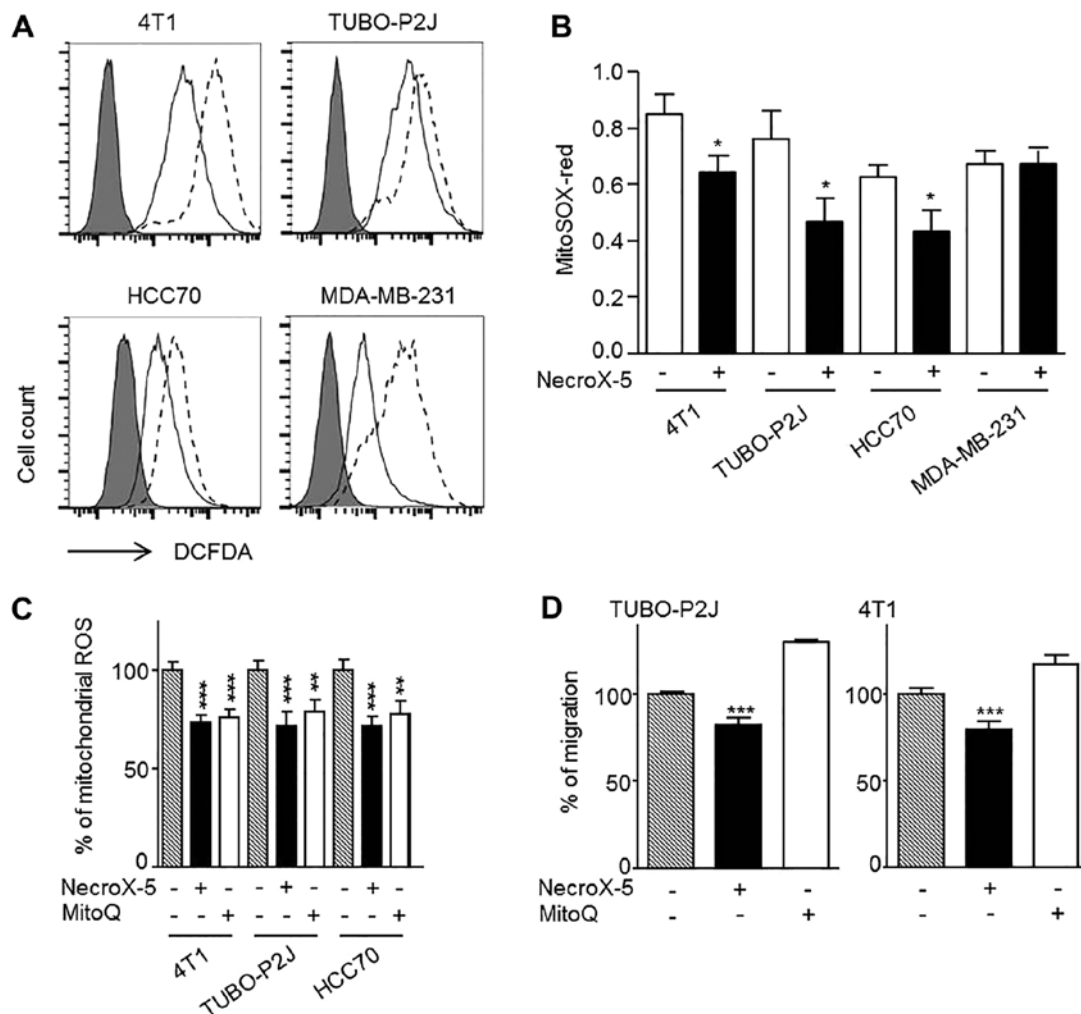 A
4T1 TUBO-P2J
HCC70 MDA-MB-231
Cell count
DCFDA
B
MitoSOX-red
1.0
0.8
0.6
0.4
0.2
0.0
* * *
NecroX-5 - + - + - + - +
4T1 TUBO-P2J HCC70 MDA-MB-231
C
% of mitochondrial ROS
100
50
0
*** *** *** ** *** **
NecroX-5 - + - - + - - + -
MitoQ - - + - - + - - +
4T1 TUBO-P2J HCC70
D
TUBO-P2J 4T1
% of migration
100 100
50 50
0 0
*** ***
NecroX-5 - + - - + -
MitoQ - - + - - +